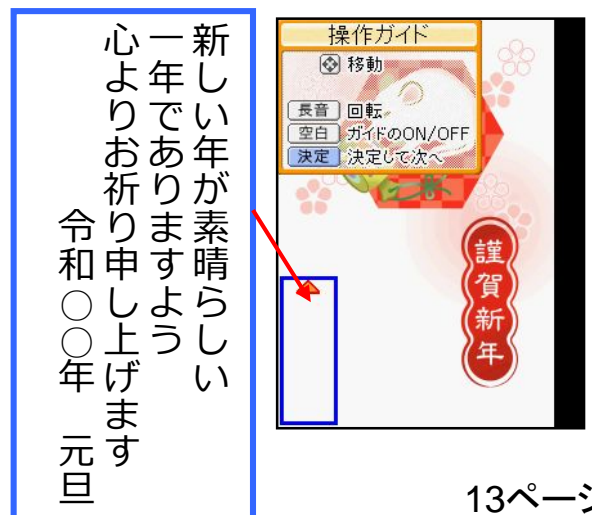 新しい年が素晴らしい
一年でありますよう
心よりお祈り申し上げます
令和○○年　元旦
操作ガイド
移動
長音 回転
空白 ガイドのON/OFF
決定 決定して次へ
謹賀新年
13ページ